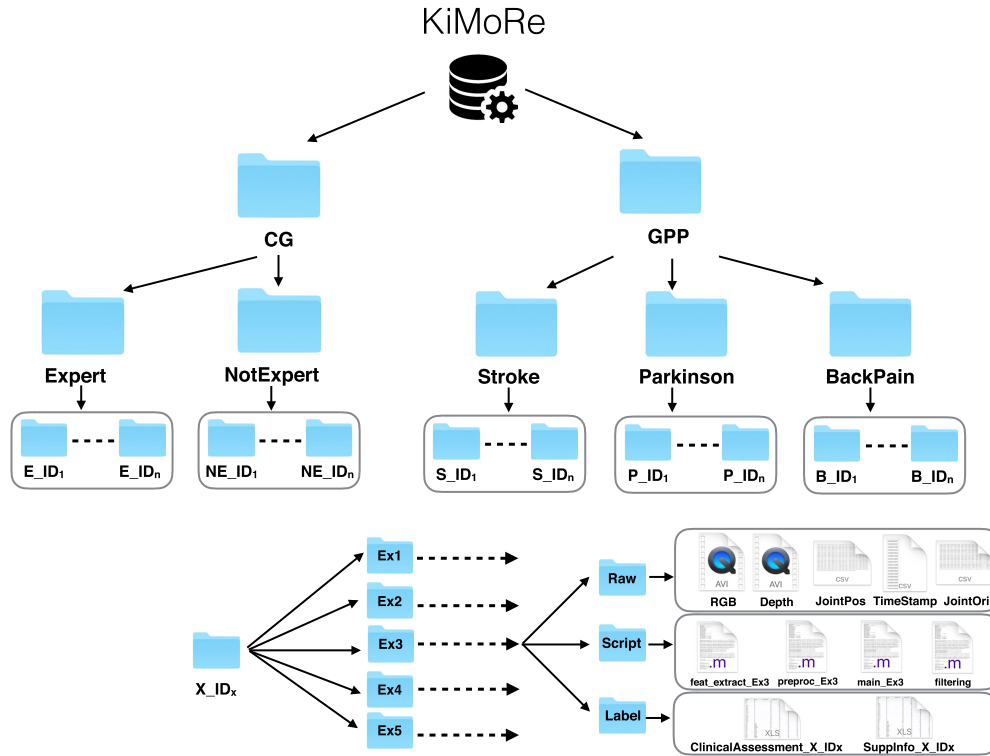 KiMoRe
CG
GPP
Expert
NotExpert
Stroke
Parkinson
BackPain
E_ID₁
E_IDₙ
NE_ID₁
NE_IDₙ
S_ID₁
S_IDₙ
P_ID₁
P_IDₙ
B_ID₁
B_IDₙ
X_IDₓ
Ex1
Ex2
Ex3
Ex4
Ex5
Raw
Script
Label
AVI
AVI
CSV
CSV
CSV
RGB
Depth
JointPos
TimeStamp
JointOri
.m
.m
.m
.m
feat_extract_Ex3
preproc_Ex3
main_Ex3
filtering
XLS
XLS
ClinicalAssessment_X_IDx
SuppInfo_X_IDx